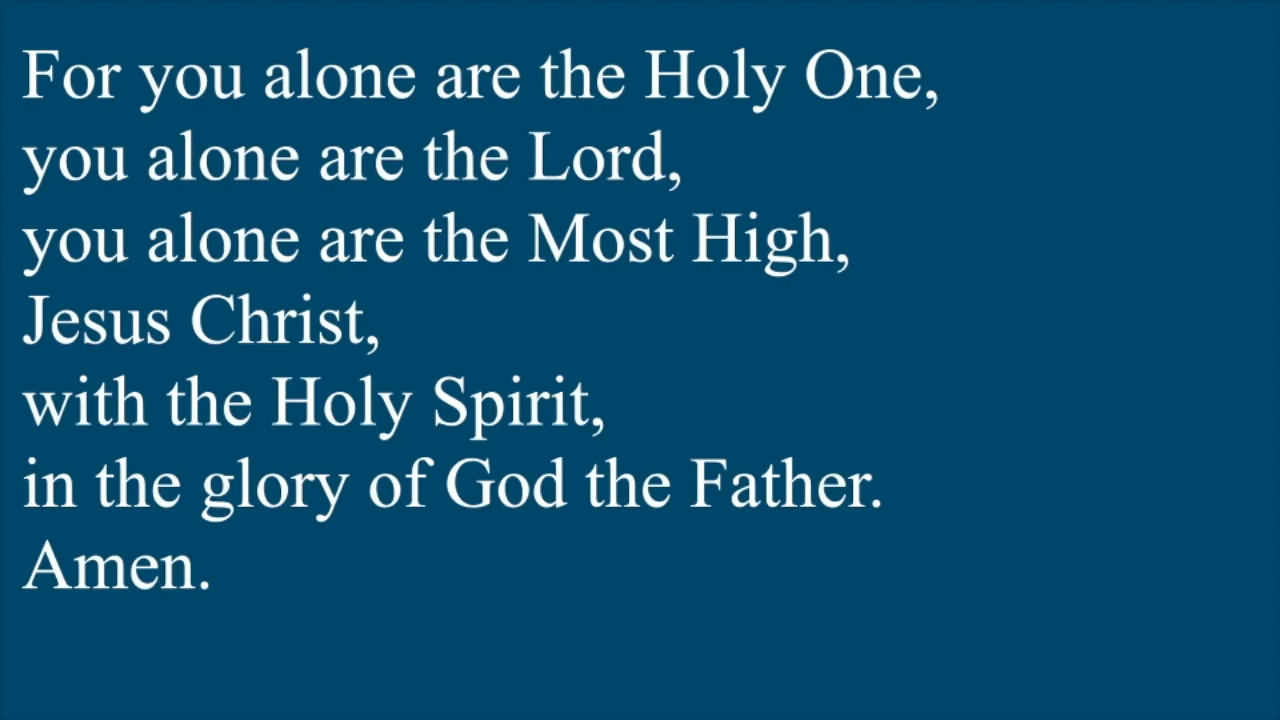 For you alone are the Holy One,
you alone are the Lord,
you alone are the Most High,
Jesus Christ,
with the Holy Spirit,
in the glory of God the Father.
Amen.